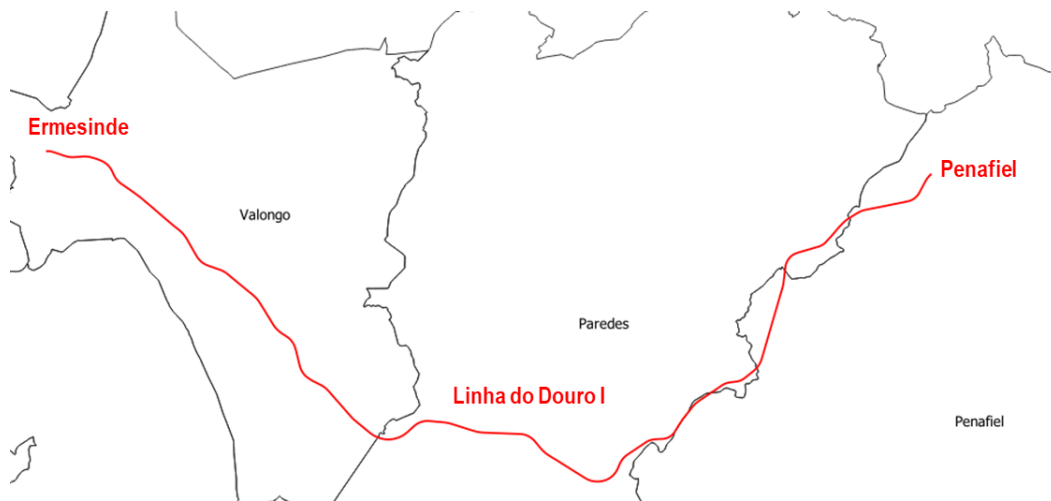 Ermesinde
Penafiel
Valongo
Paredes
Linha do Douro I
Penafiel